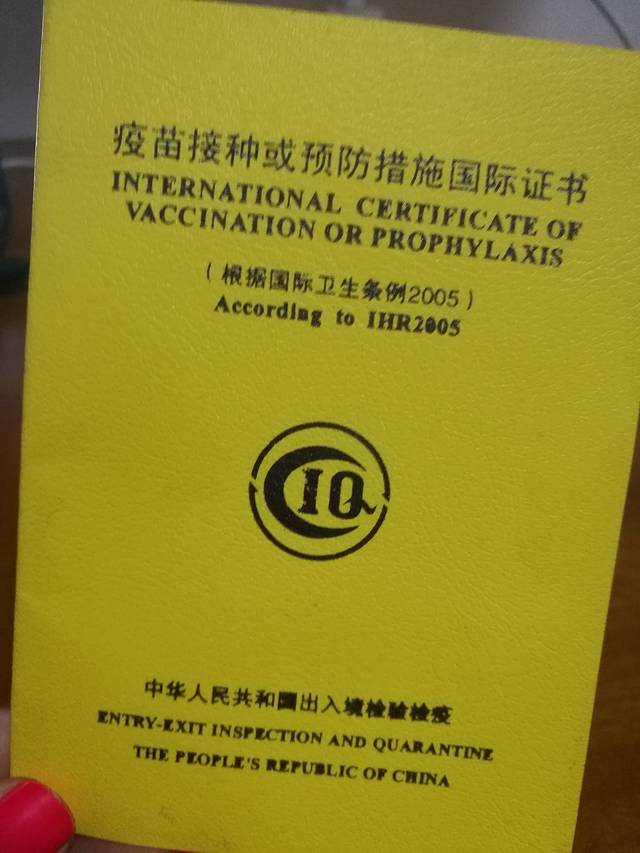 疫苗接种或预防措施国际证书
INTERNATIONAL CERTIFICATE OF
VACCINATION OR PROPHYLAXIS
（根据国际卫生条例2005）
According to IHR2005
CIQ
中华人民共和国出入境检验检疫
ENTRY-EXIT INSPECTION AND QUARANTINE
THE PEOPLE'S REPUBLIC OF CHINA